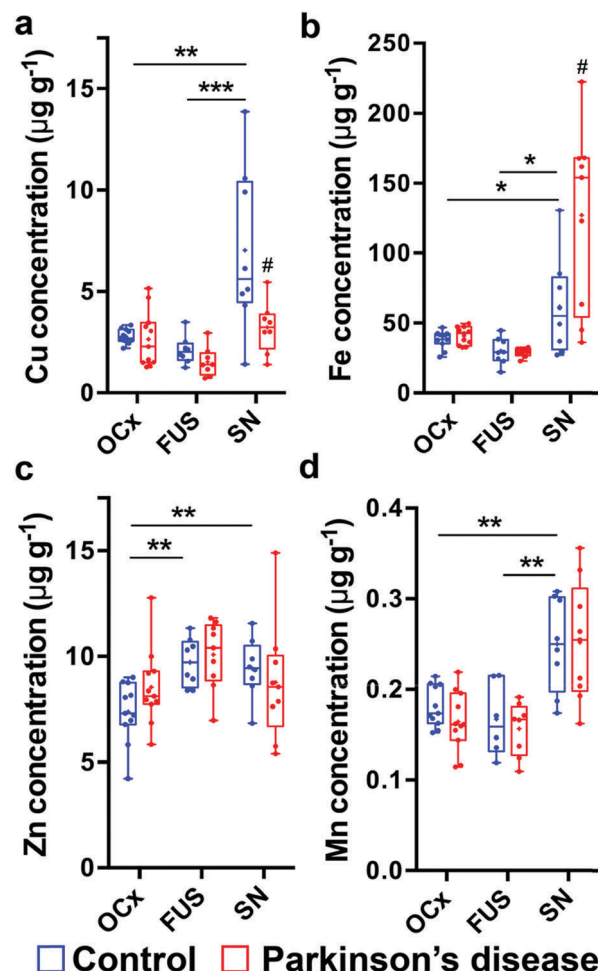 a
Cu concentration (µg g⁻¹)
15
10
5
0
**
***
#
OCx
FUS
SN
b
Fe concentration (µg g⁻¹)
250
200
150
100
50
0
#
*
*
OCx
FUS
SN
c
Zn concentration (µg g⁻¹)
15
10
5
0
**
**
OCx
FUS
SN
d
Mn concentration (µg g⁻¹)
0.4
0.3
0.2
0.1
0.0
**
**
OCx
FUS
SN
Control Parkinson's disease